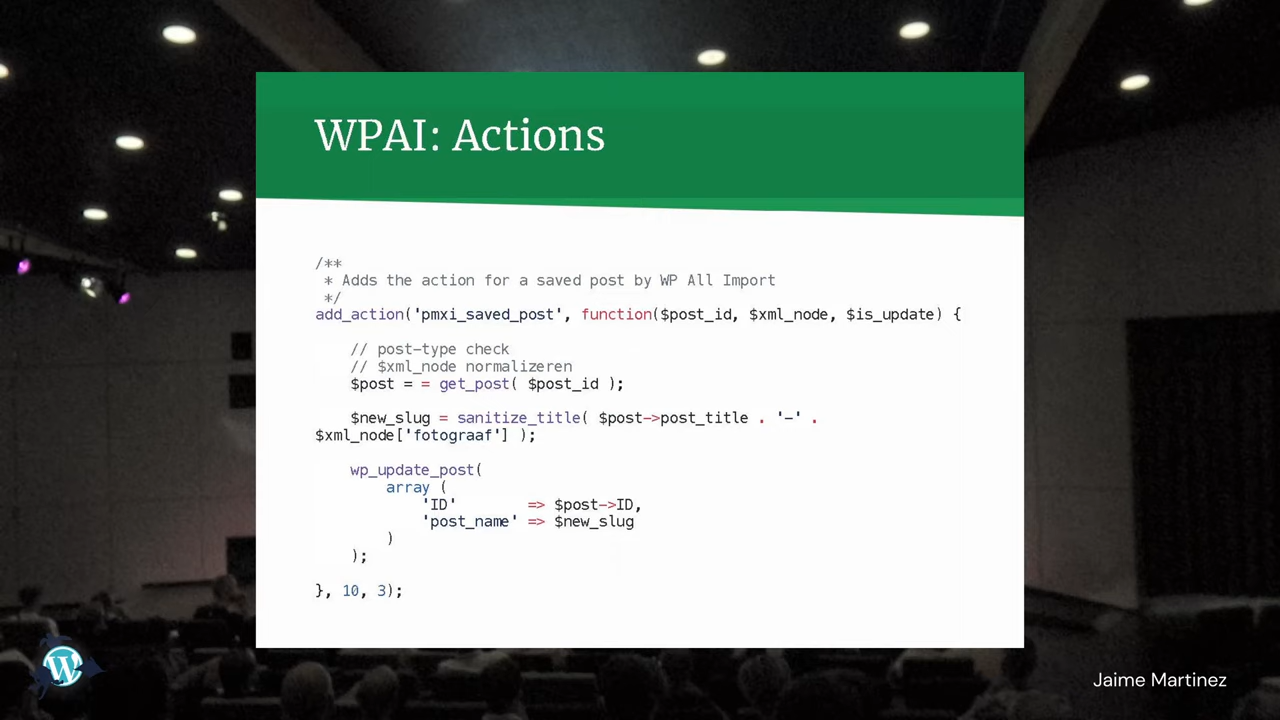 WPAI: Actions
/**
 * Adds the action for a saved post by WP All Import
 */
add_action('pmxi_saved_post', function($post_id, $xml_node, $is_update) {
    // post-type check
    // $xml_node normalizeren
    $post = = get_post( $post_id );
    $new_slug = sanitize_title( $post->post_title . '-' .
$xml_node['fotograaf'] );
    wp_update_post(
        array (
            'ID'        => $post->ID,
            'post_name' => $new_slug
        )
    );
}, 10, 3);
W
Jaime Martinez